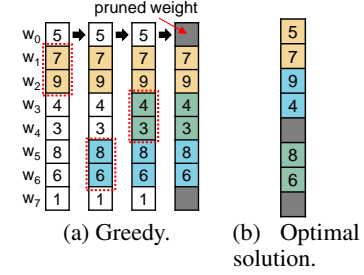 pruned weight
w0 5 5 5
w1 7 7 7 7
w2 9 9 9 9
w3 4 4 4 4
w4 3 3 3 3
w5 8 8 8 8
w6 6 6 6 6
w7 1 1 1
(a) Greedy.
5
7
9
4
8
6
(b) Optimal
solution.